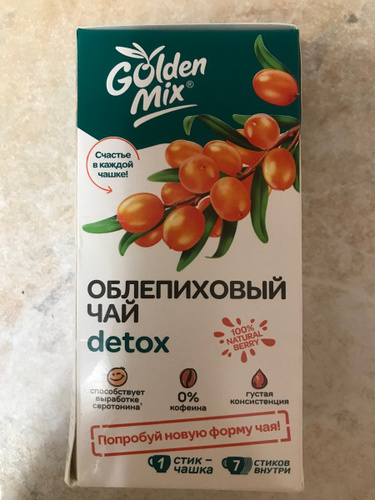 Golden
Mix®
Счастье
в каждой
чашке!
ОБЛЕПИХОВЫЙ
ЧАЙ
detox
100%
NATURAL
BERRY
способствует
выработке
серотонина*
0%
кофеина
густая
консистенция
Попробуй новую форму чая!
1 СТИК –
ЧАШКА
7 СТИКОВ
ВНУТРИ